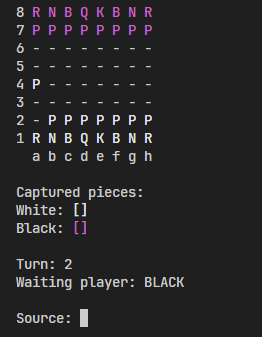 8 R N B Q K B N R
7 P P P P P P P P
6 - - - - - - - -
5 - - - - - - - -
4 P - - - - - - -
3 - - - - - - - -
2 - P P P P P P P
1 R N B Q K B N R
a b c d e f g h
Captured pieces:
White: []
Black: []
Turn: 2
Waiting player: BLACK
Source: